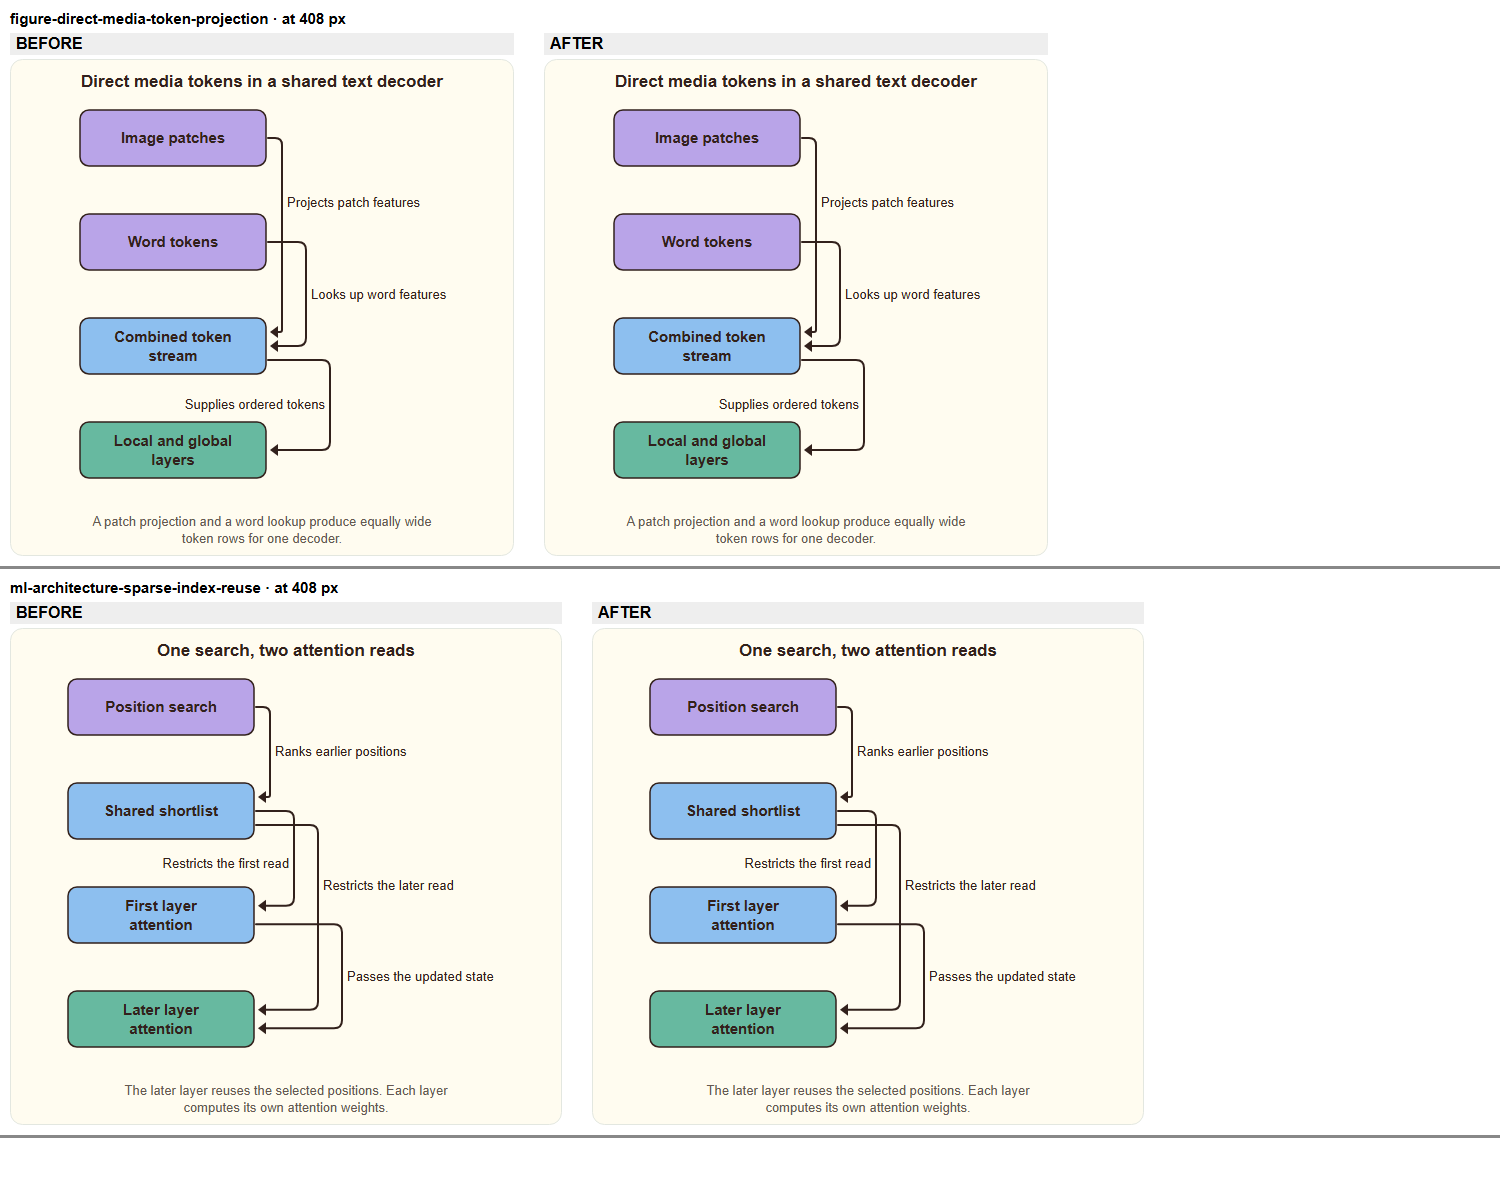 figure-direct-media-token-projection · at 408 px
BEFORE
Direct media tokens in a shared text decoder
Image patches
Projects patch features
Word tokens
Looks up word features
Combined token
stream
Supplies ordered tokens
Local and global
layers
A patch projection and a word lookup produce equally wide
token rows for one decoder.
AFTER
Direct media tokens in a shared text decoder
Image patches
Projects patch features
Word tokens
Looks up word features
Combined token
stream
Supplies ordered tokens
Local and global
layers
A patch projection and a word lookup produce equally wide
token rows for one decoder.
ml-architecture-sparse-index-reuse · at 408 px
BEFORE
One search, two attention reads
Position search
Ranks earlier positions
Shared shortlist
Restricts the first read
Restricts the later read
First layer
attention
Passes the updated state
Later layer
attention
The later layer reuses the selected positions. Each layer
computes its own attention weights.
AFTER
One search, two attention reads
Position search
Ranks earlier positions
Shared shortlist
Restricts the first read
Restricts the later read
First layer
attention
Passes the updated state
Later layer
attention
The later layer reuses the selected positions. Each layer
computes its own attention weights.